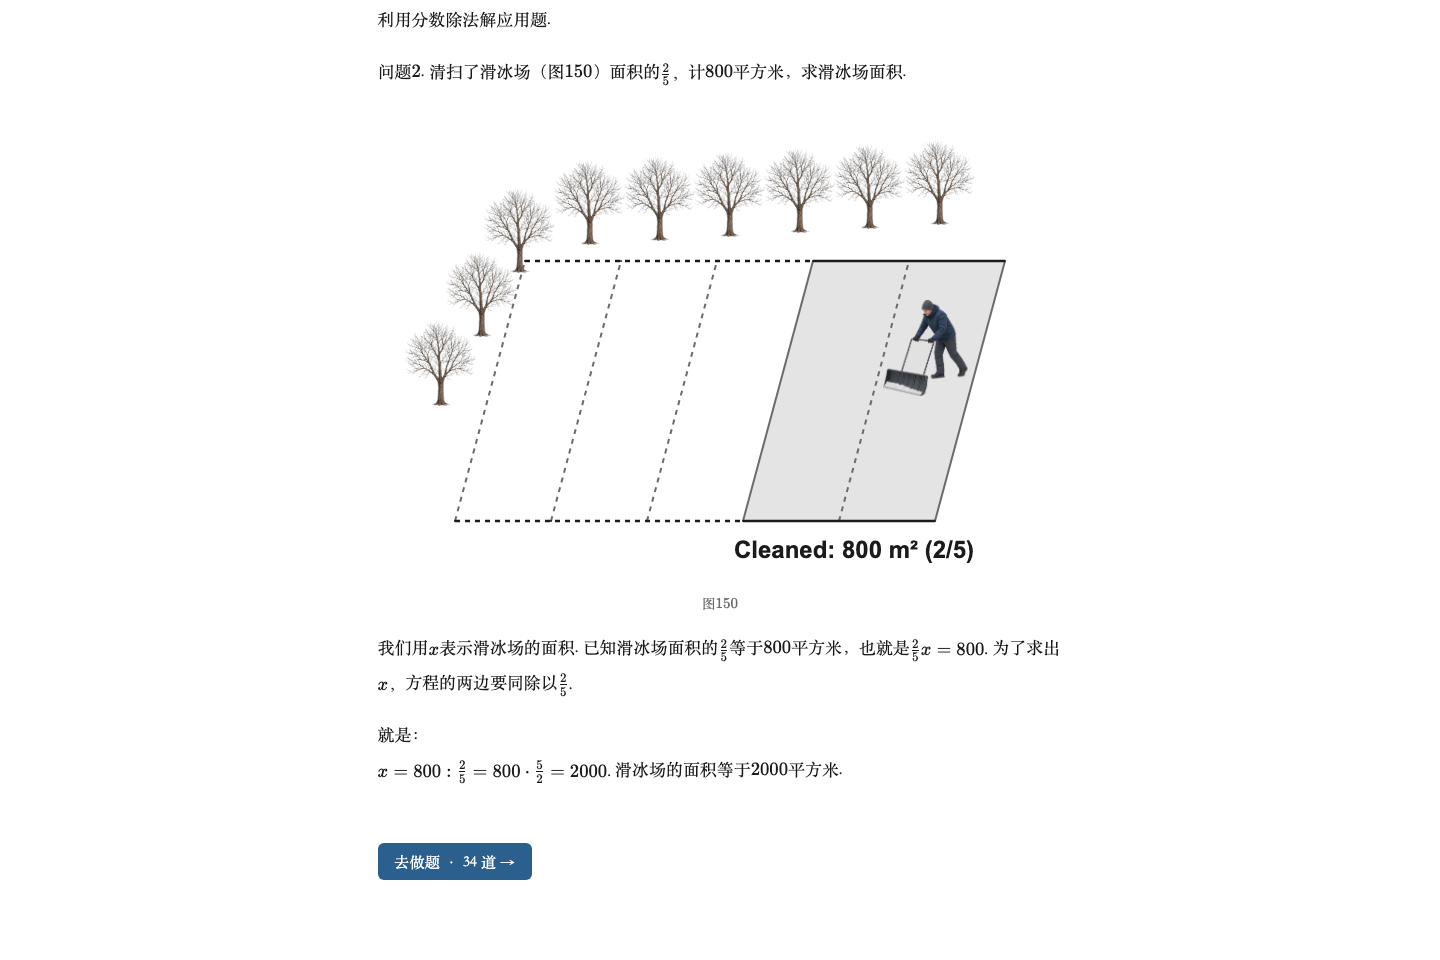 利用分数除法解应用题.
问题2. 清扫了滑冰场（图150）面积的2/5，计800平方米，求滑冰场面积.
Cleaned: 800 m² (2/5)
图150
我们用x表示滑冰场的面积. 已知滑冰场面积的2/5等于800平方米，也就是2/5x = 800. 为了求出
x，方程的两边要同除以2/5.
就是：
x = 800 : 2/5 = 800 · 5/2 = 2000. 滑冰场的面积等于2000平方米.
去做题 · 34 道 →